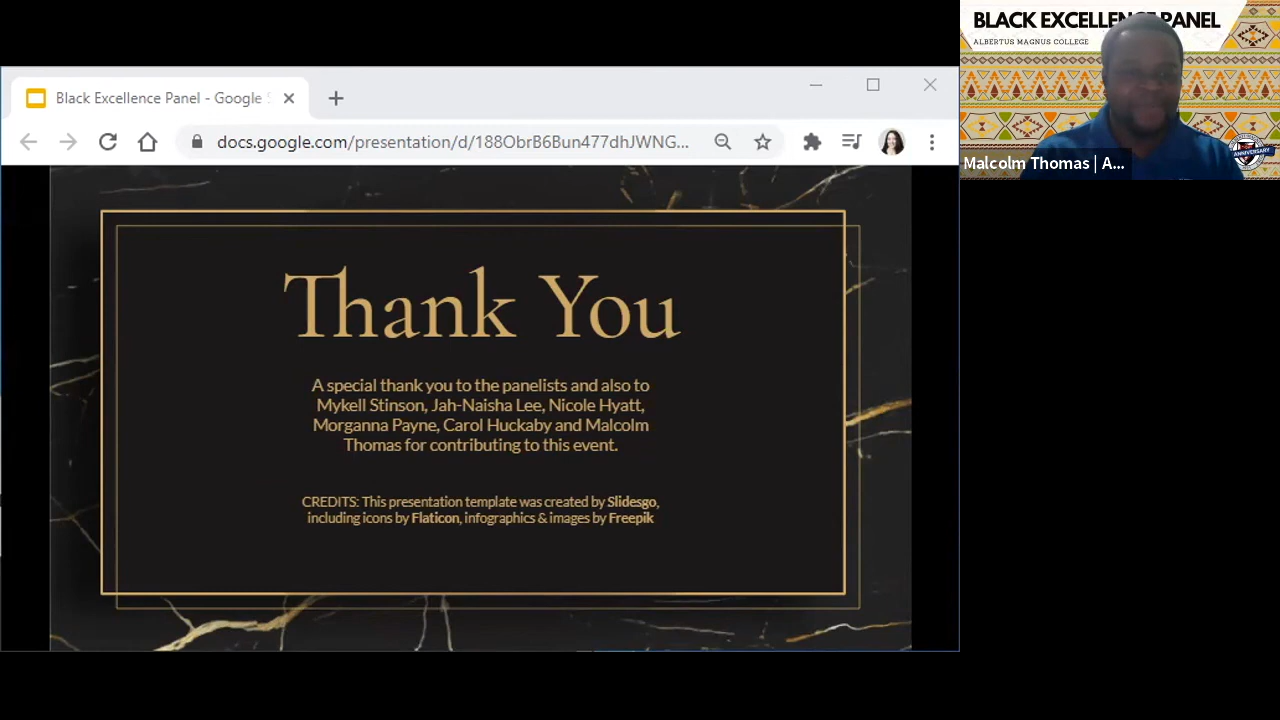 Black Excellence Panel - Google
docs.google.com/presentation/d/188ObrB6Bun477dhJWNG...
Thank You
A special thank you to the panelists and also to
Mykell Stinson, Jah-Naisha Lee, Nicole Hyatt,
Morganna Payne, Carol Huckaby and Malcolm
Thomas for contributing to this event.
CREDITS: This presentation template was created by Slidesgo,
including icons by Flaticon, infographics & images by Freepik
BLACK EXCELLENCE PANEL
ALBERTUS MAGNUS COLLEGE
ANNIVERSARY
Malcolm Thomas | A...